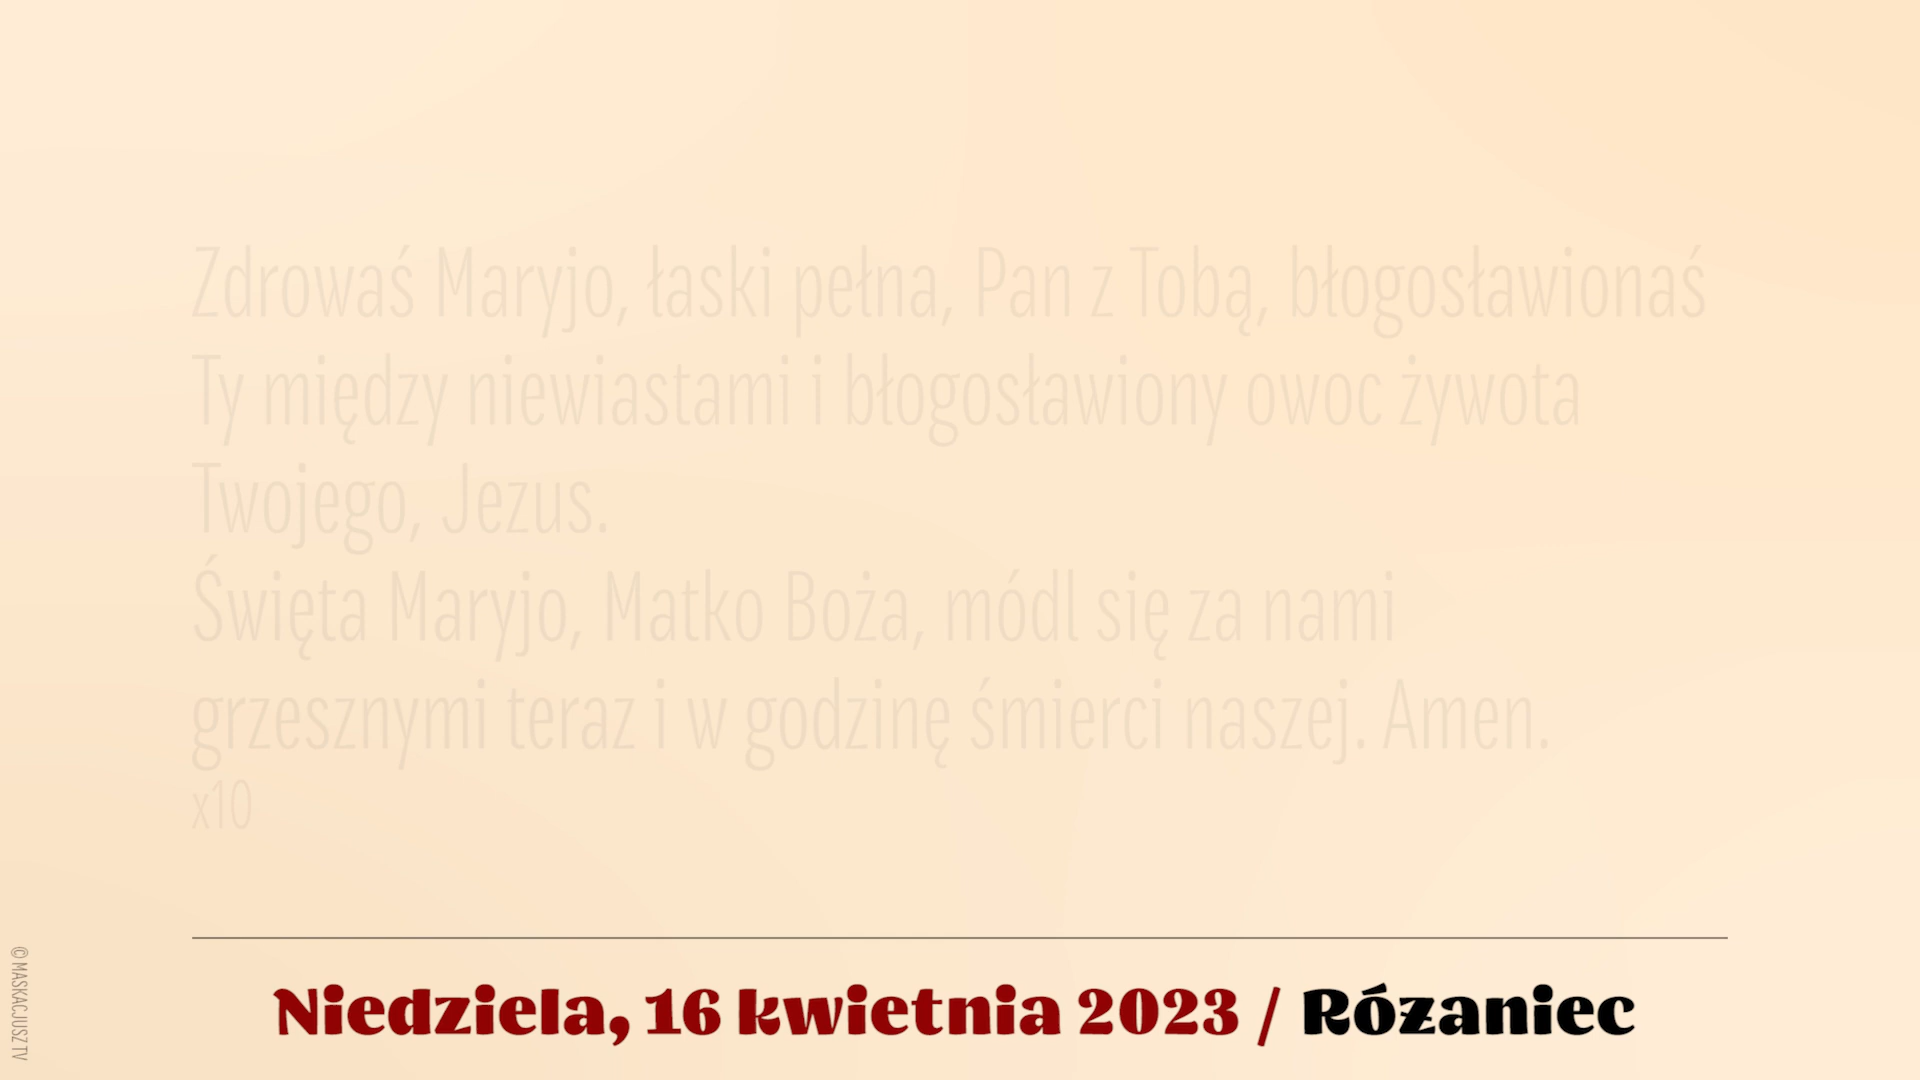 Zdrowaś Maryjo, łaski pełna, Pan z Tobą, błogosławionaś
Ty między niewiastami i błogosławiony owoc żywota
Twojego, Jezus.
Święta Maryjo, Matko Boża, módl się za nami
grzesznymi teraz i w godzinę śmierci naszej. Amen.
x10
Niedziela, 16 kwietnia 2023 / Różaniec
© MASKACJUSZ TV